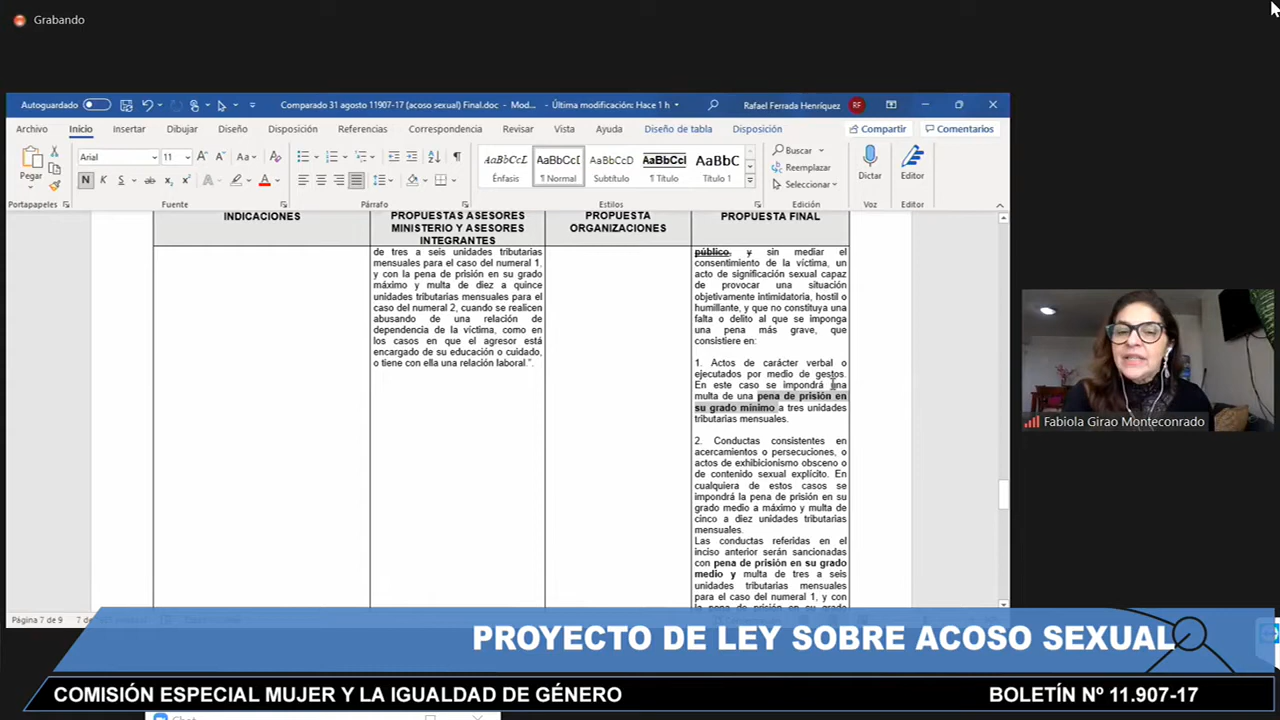 Grabando
Autoguardado
Comparado 31 agosto 11907-17 (acoso sexual) Final.doc - Mod... - Última modificación: Hace 1 h
Rafael Ferrada Henríquez
RF
Archivo Inicio Insertar Dibujar Diseño Disposición Referencias Correspondencia Revisar Vista Ayuda Diseño de tabla Disposición
Compartir
Comentarios
Pegar
Arial
11
N K S ab x₂ x²
Aa
AaBbCcL
Énfasis
AaBbCcI
¶ Normal
AaBbCcD
Subtítulo
AaBbCcI
¶ Título
AaBbC
Título 1
Buscar
Reemplazar
Seleccionar
Dictar
Editor
Portapapeles
Fuente
Párrafo
Estilos
Edición
Voz
Editor
INDICACIONES
PROPUESTAS ASESORES
MINISTERIO Y ASESORES
INTEGRANTES
PROPUESTA
ORGANIZACIONES
PROPUESTA FINAL
de tres a seis unidades tributarias
mensuales para el caso del numeral 1,
y con la pena de prisión en su grado
máximo y multa de diez a quince
unidades tributarias mensuales para el
caso del numeral 2, cuando se realicen
abusando de una relación de
dependencia de la víctima, como en
los casos en que el agresor está
encargado de su educación o cuidado,
o tiene con ella una relación laboral.".
público, y sin mediar el
consentimiento de la víctima, un
acto de significación sexual capaz
de provocar una situación
objetivamente intimidatoria, hostil o
humillante, y que no constituya una
falta o delito al que se imponga
una pena más grave, que
consistiere en:
1. Actos de carácter verbal o
ejecutados por medio de gestos.
En este caso se impondrá una
multa de una pena de prisión en
su grado mínimo a tres unidades
tributarias mensuales.
2. Conductas consistentes en
acercamientos o persecuciones, o
actos de exhibicionismo obsceno o
de contenido sexual explícito. En
cualquiera de estos casos se
impondrá la pena de prisión en su
grado medio a máximo y multa de
cinco a diez unidades tributarias
mensuales.
Las conductas referidas en el
inciso anterior serán sancionadas
con pena de prisión en su grado
medio y multa de tres a seis
unidades tributarias mensuales
para el caso del numeral 1, y con
la pena de prisión en su grado
Página 7 de 9
Fabiola Girao Monteconrado
PROYECTO DE LEY SOBRE ACOSO SEXUAL
COMISIÓN ESPECIAL MUJER Y LA IGUALDAD DE GÉNERO
BOLETÍN Nº 11.907-17
Chat